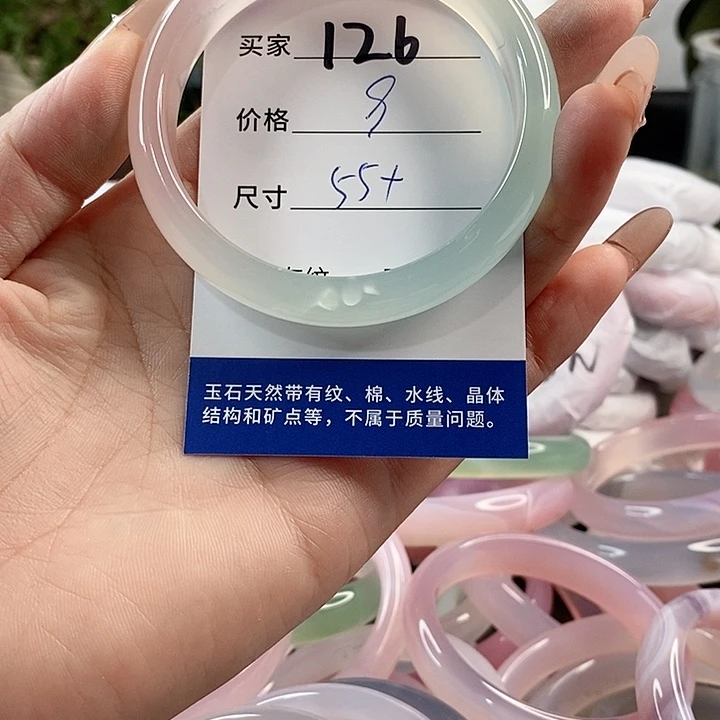 买家 126
价格 8
尺寸 55+
玉石天然带有纹、棉、水线、晶体
结构和矿点等，不属于质量问题。